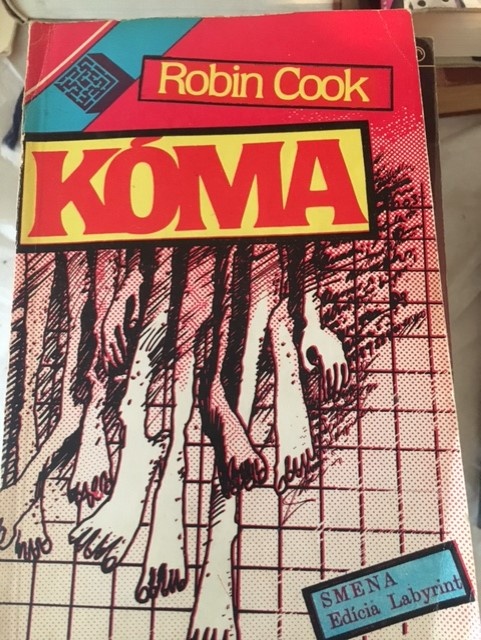 Robin Cook
KÓMA
SMENA
Edícia Labyrint